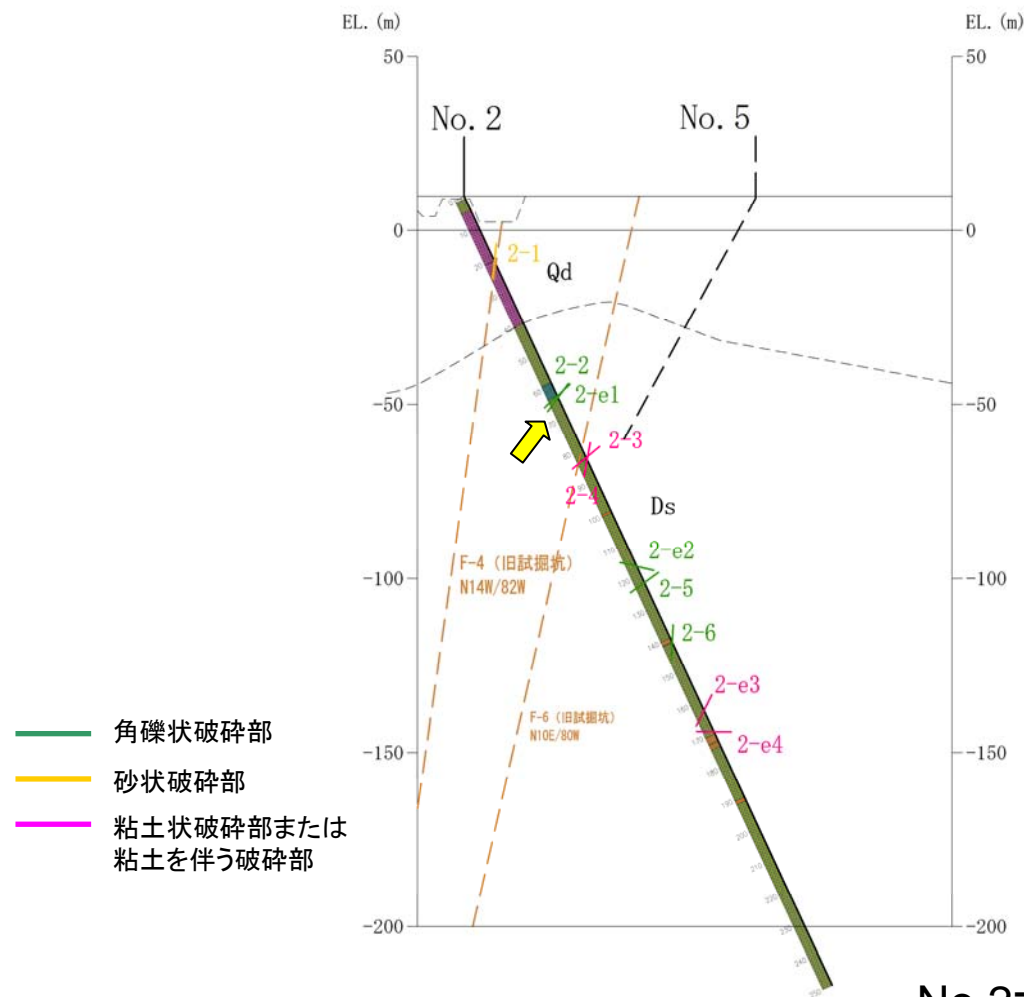 EL. (m)
EL. (m)
50
50
No. 2
No. 5
0
0
2-1
Qd
2-2
2-e1
-50
-50
2-3
2-4
Ds
2-e2
F-4 (旧試掘坑)
N14W/82W
-100
-100
2-5
2-6
2-e3
F-6 (旧試掘坑)
N10E/80W
角礫状破砕部
2-e4
-150
-150
砂状破砕部
粘土状破砕部または
粘土を伴う破砕部
-200
-200